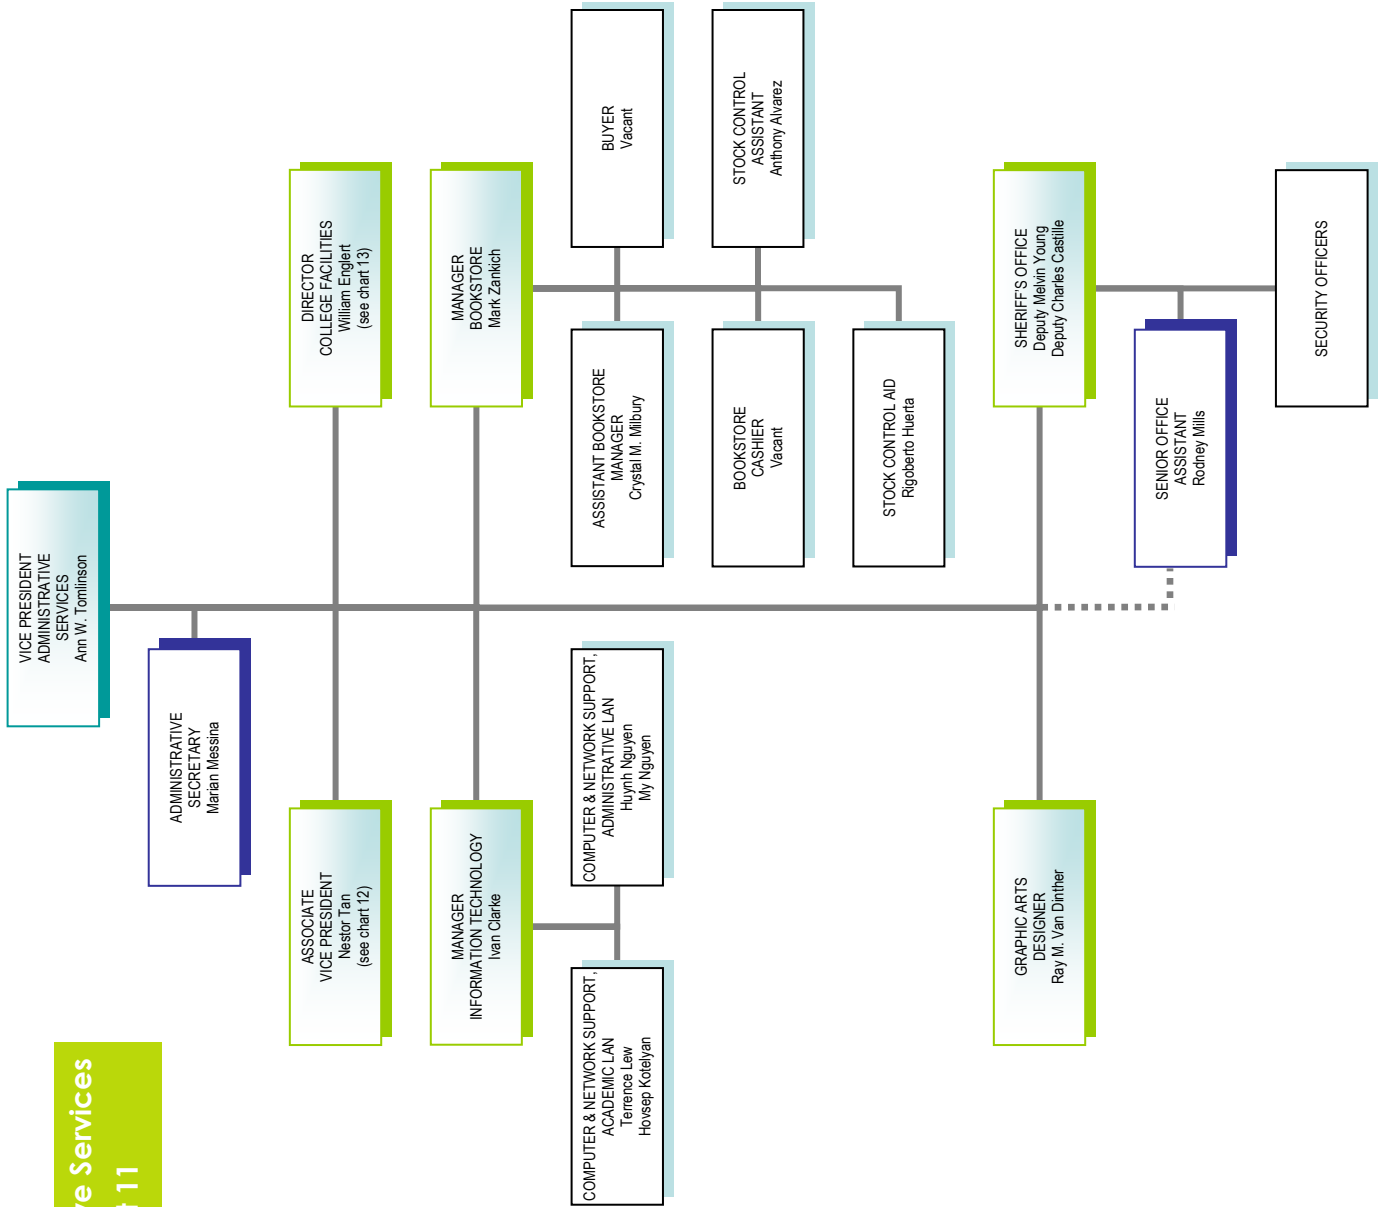 Services
11
VICE PRESIDENT
ADMINISTRATIVE
SERVICES
Ann W. Tomlinson
ADMINISTRATIVE
SECRETARY
Marian Messina
ASSOCIATE
VICE PRESIDENT
Nestor Tan
(see chart 12)
DIRECTOR
COLLEGE FACILITIES
William Englert
(see chart 13)
MANAGER
INFORMATION TECHNOLOGY
Ivan Clarke
MANAGER
BOOKSTORE
Mark Zankich
COMPUTER & NETWORK SUPPORT,
ACADEMIC LAN
Terrence Lew
Hovsep Kotelyan
COMPUTER & NETWORK SUPPORT,
ADMINISTRATIVE LAN
Huynh Nguyen
My Nguyen
ASSISTANT BOOKSTORE
MANAGER
Crystal M. Milbury
BUYER
Vacant
BOOKSTORE
CASHIER
Vacant
STOCK CONTROL
ASSISTANT
Anthony Alvarez
STOCK CONTROL AID
Rigoberto Huerta
GRAPHIC ARTS
DESIGNER
Ray M. Van Dinther
SHERIFF'S OFFICE
Deputy Melvin Young
Deputy Charles Castille
SENIOR OFFICE
ASSISTANT
Rodney Mills
SECURITY OFFICERS